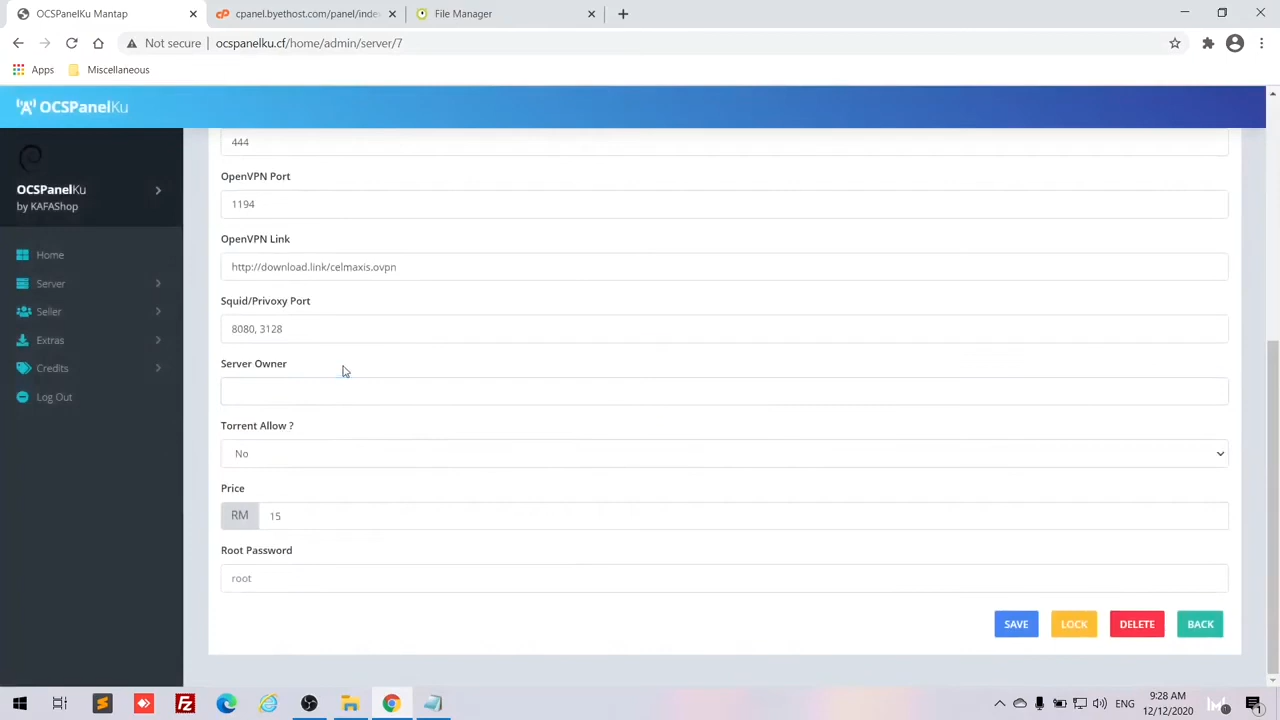 OCSPanelKu Mantap
cpanel.byethost.com/panel/inde
File Manager
Not secure
ocspanelku.cf/home/admin/server/7
Apps
Miscellaneous
OCSPanelKu
OCSPanelKu
by KAFAShop
Home
Server
Seller
Extras
Credits
Log Out
444
OpenVPN Port
1194
OpenVPN Link
http://download.link/celmaxis.ovpn
Squid/Privoxy Port
8080, 3128
Server Owner
Torrent Allow ?
No
Price
RM 15
Root Password
root
SAVE LOCK DELETE BACK
ENG
9:28 AM
12/12/2020